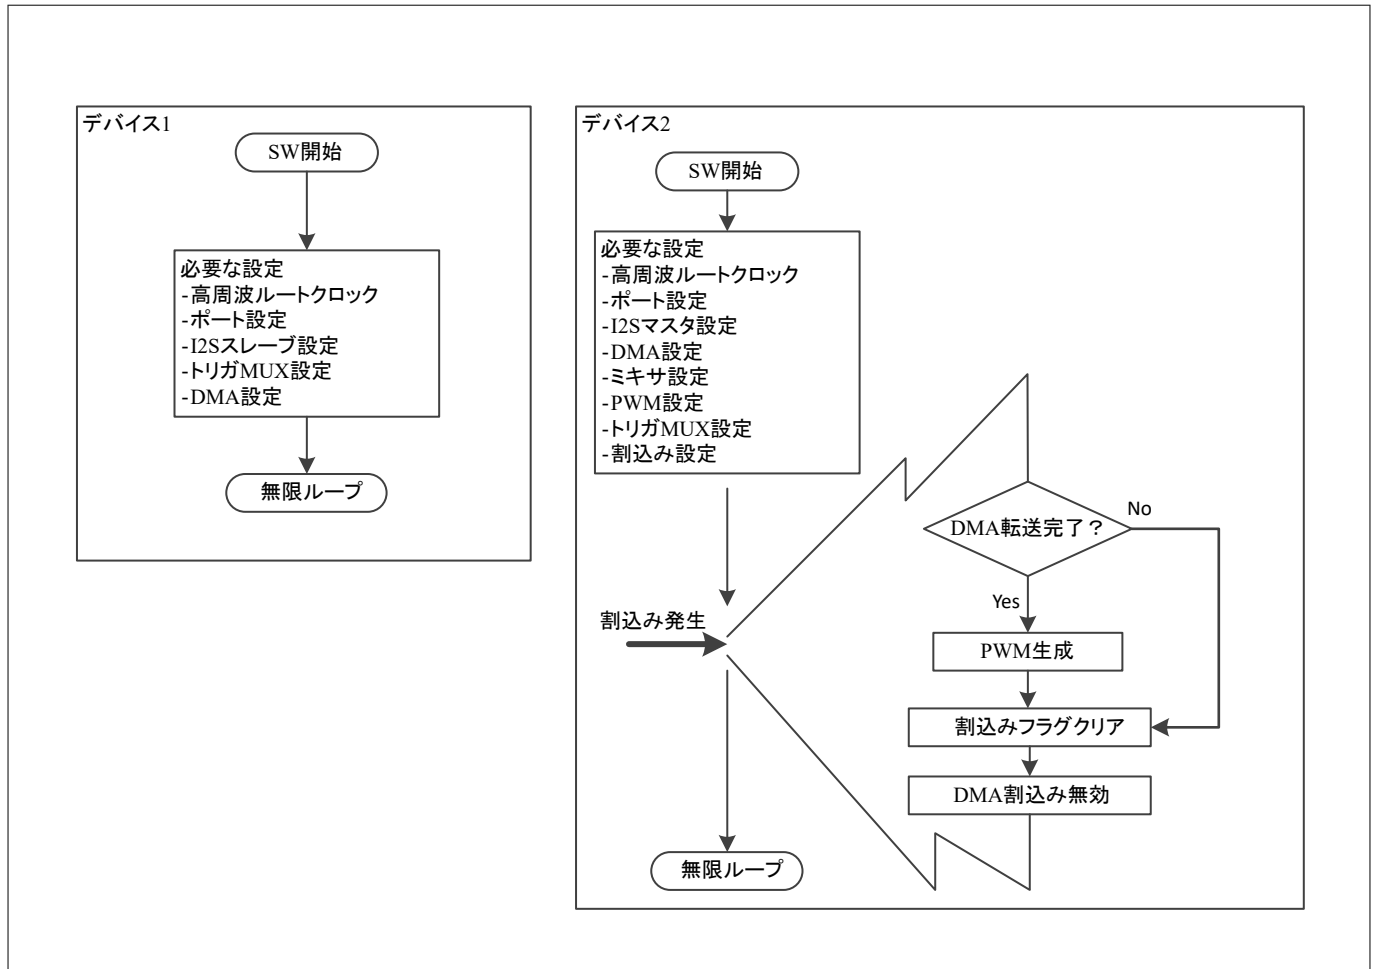 デバイス1
SW開始
必要な設定
-高周波ルートクロック
-ポート設定
-I2Sスレーブ設定
-トリガMUX設定
-DMA設定
無限ループ
デバイス2
SW開始
必要な設定
-高周波ルートクロック
-ポート設定
-I2Sマスタ設定
-DMA設定
-ミキサ設定
-PWM設定
-トリガMUX設定
-割込み設定
割込み発生
無限ループ
DMA転送完了？
No
Yes
PWM生成
割込みフラグクリア
DMA割込み無効